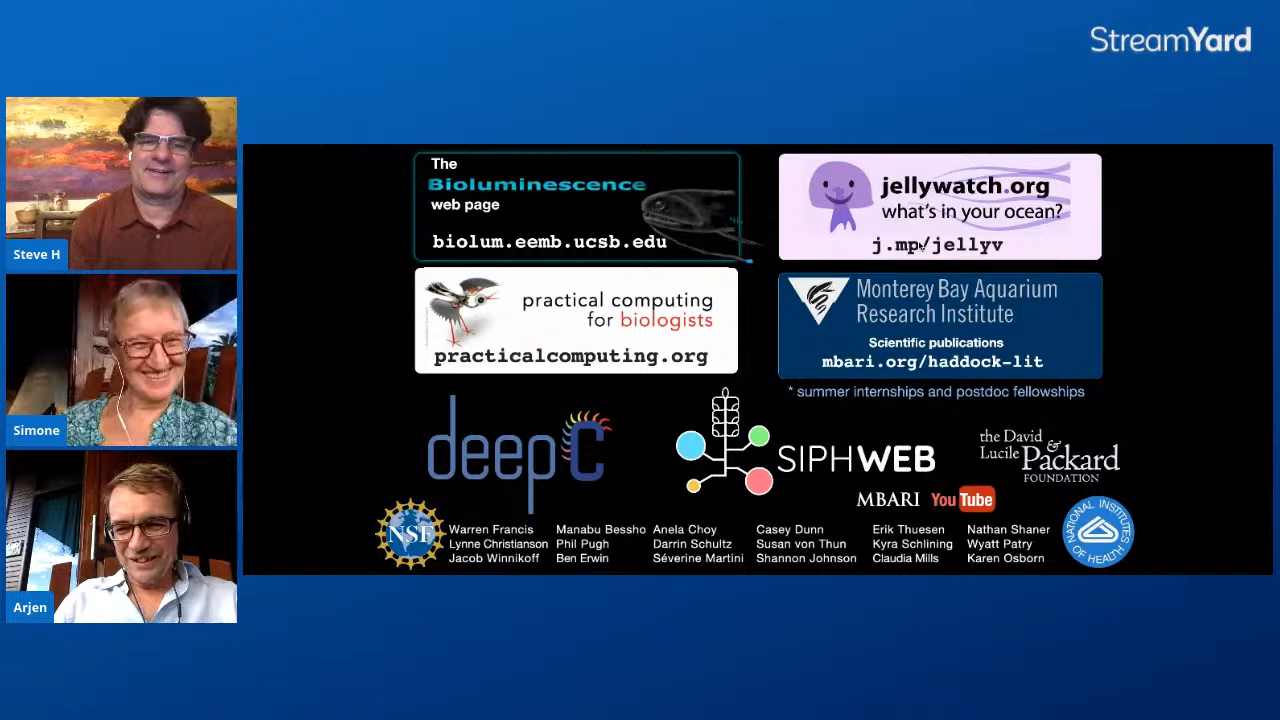 StreamYard
Steve H
Simone
Arjen
The
Bioluminescence
web page
biolum.eemb.ucsb.edu
jellywatch.org
what's in your ocean?
j.mp/jellyv
practical computing
for biologists
practicalcomputing.org
Monterey Bay Aquarium
Research Institute
Scientific publications
mbari.org/haddock-lit
* summer internships and postdoc fellowships
deepC
SIPHWEB
the David
& Lucile Packard
FOUNDATION
MBARI YouTube
NSF
Warren Francis Manabu Bessho Anela Choy Casey Dunn Erik Thuesen Nathan Shaner
Lynne Christianson Phil Pugh Darrin Schultz Susan von Thun Kyra Schlining Wyatt Patry
Jacob Winnikoff Ben Erwin Séverine Martini Shannon Johnson Claudia Mills Karen Osborn
NATIONAL INSTITUTES OF HEALTH